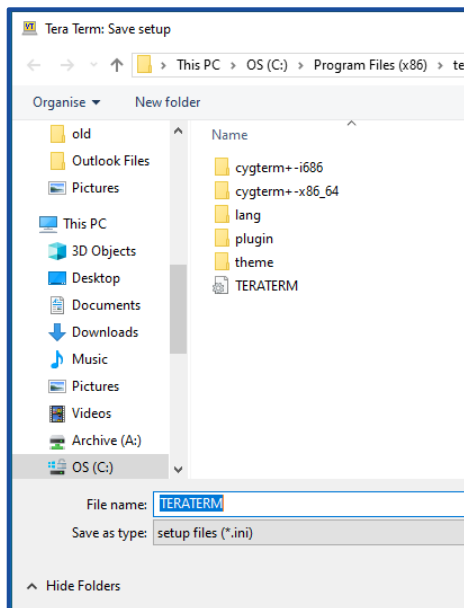 VT Tera Term: Save setup
This PC > OS (C:) > Program Files (x86) > te
Organise New folder
old
Outlook Files
Pictures
This PC
3D Objects
Desktop
Documents
Downloads
Music
Pictures
Videos
Archive (A:)
OS (C:)
Name
cygterm+-i686
cygterm+-x86_64
lang
plugin
theme
TERATERM
File name: TERATERM
Save as type: setup files (*.ini)
Hide Folders